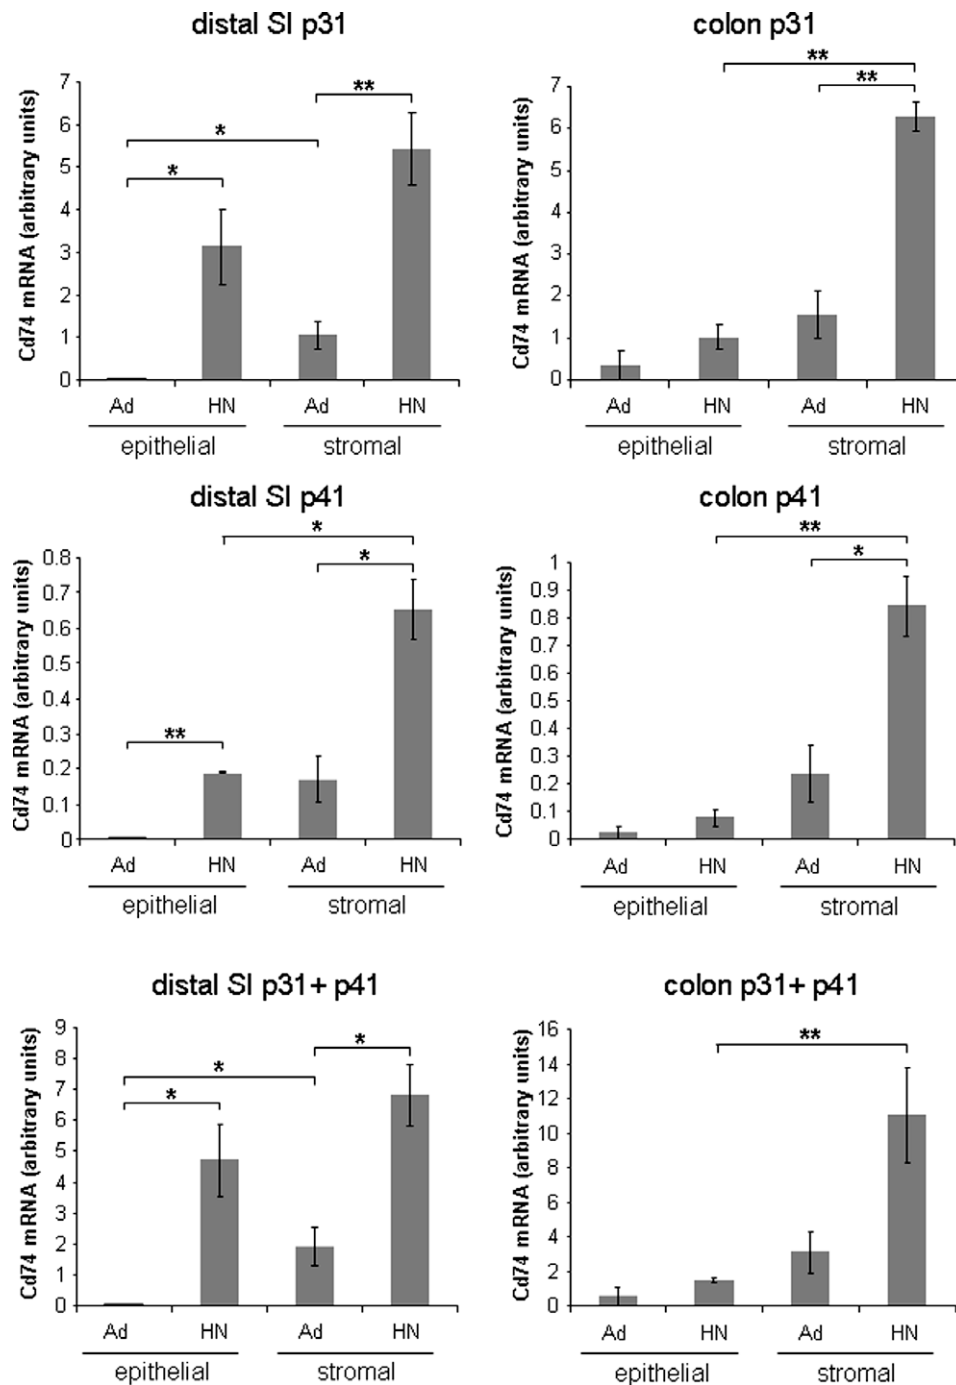 distal SI p31
Cd74 mRNA (arbitrary units)
7
6
5
4
3
2
1
0
*
*
**
Ad HN Ad HN
epithelial stromal
colon p31
Cd74 mRNA (arbitrary units)
7
6
5
4
3
2
1
0
**
**
Ad HN Ad HN
epithelial stromal
distal SI p41
Cd74 mRNA (arbitrary units)
0.8
0.7
0.6
0.5
0.4
0.3
0.2
0.1
0
*
*
**
Ad HN Ad HN
epithelial stromal
colon p41
Cd74 mRNA (arbitrary units)
1
0.9
0.8
0.7
0.6
0.5
0.4
0.3
0.2
0.1
0
**
*
Ad HN Ad HN
epithelial stromal
distal SI p31+ p41
Cd74 mRNA (arbitrary units)
9
8
7
6
5
4
3
2
1
0
*
*
*
Ad HN Ad HN
epithelial stromal
colon p31+ p41
Cd74 mRNA (arbitrary units)
16
14
12
10
8
6
4
2
0
**
Ad HN Ad HN
epithelial stromal